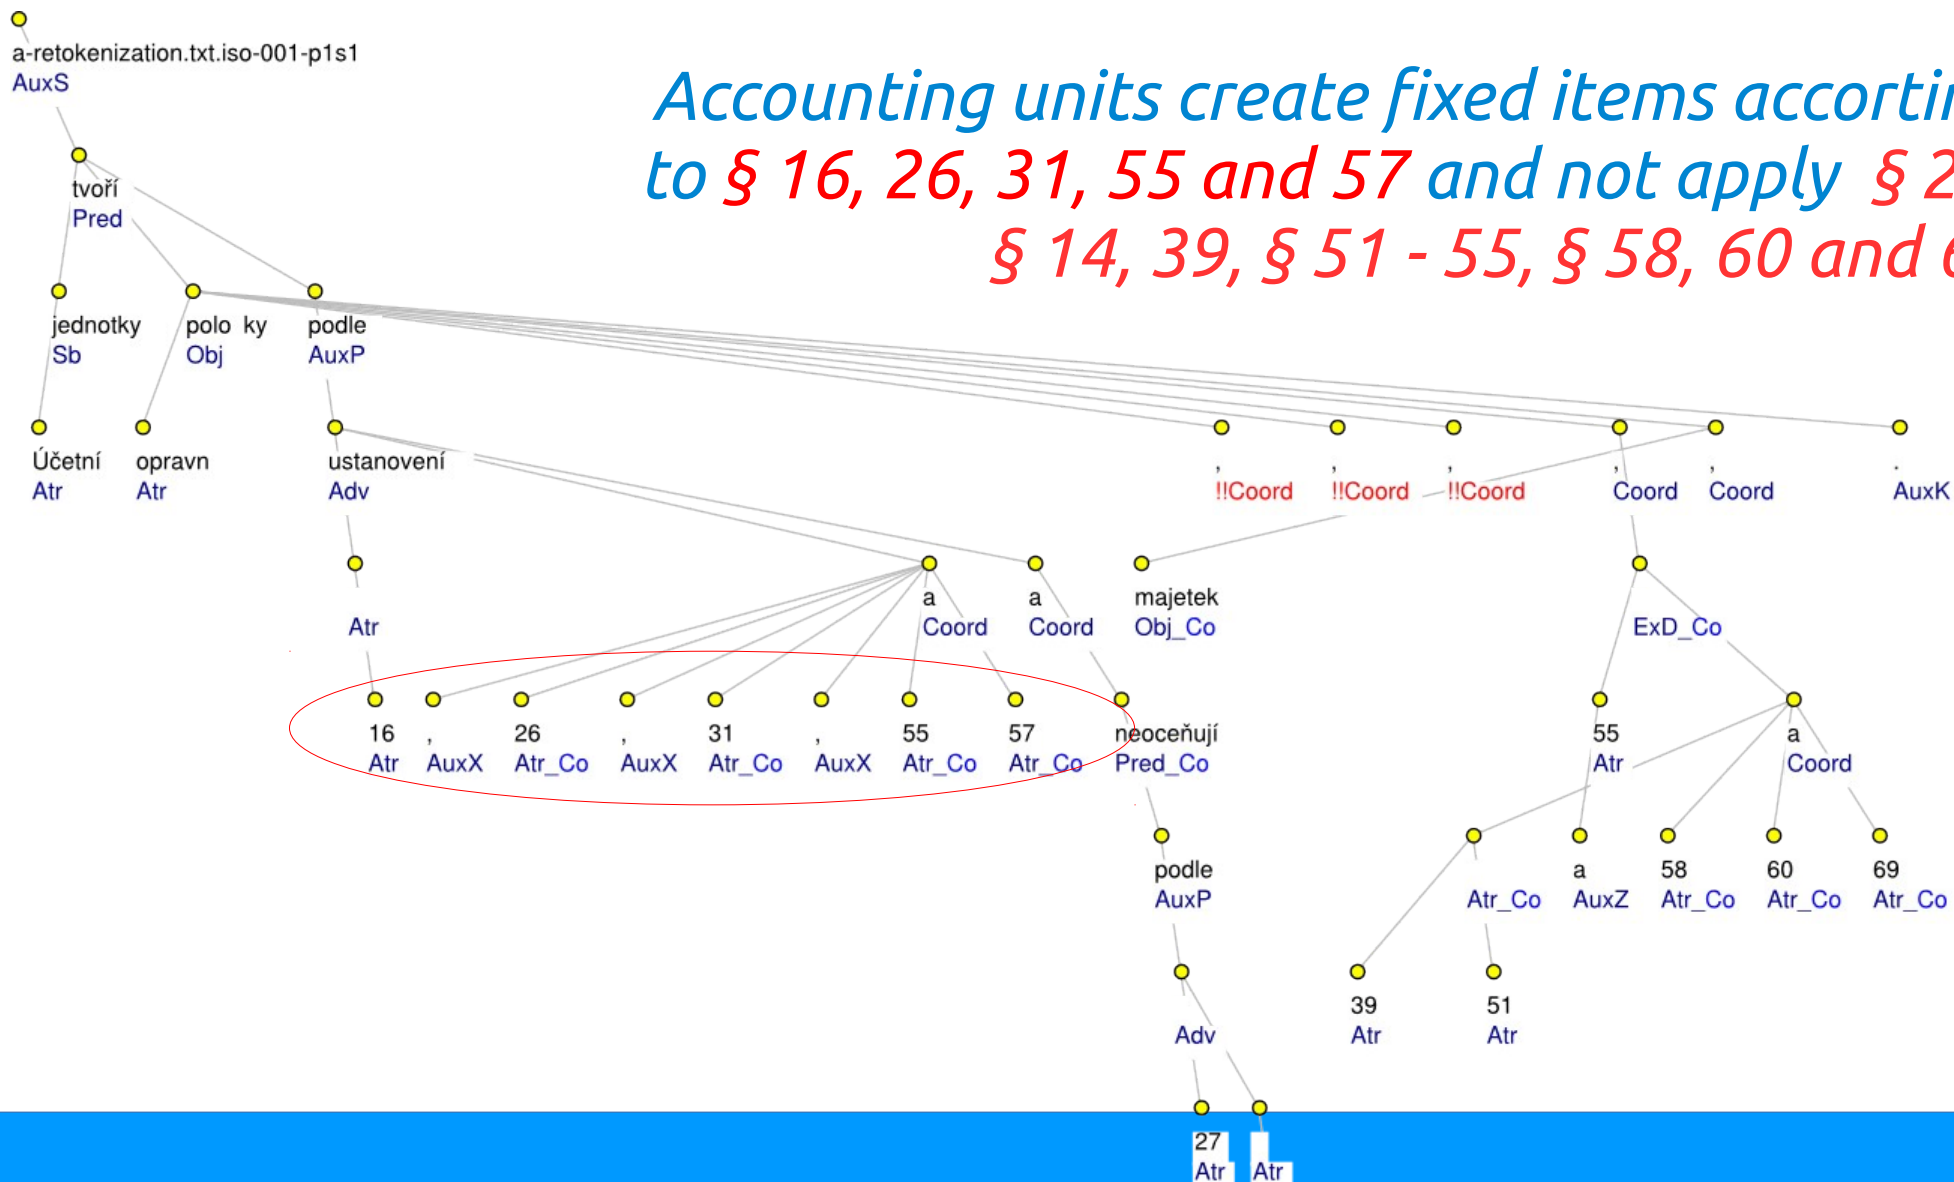 a-retokenization.txt.iso-001-p1s1
AuxS
Accounting units create fixed items accortin
to § 16, 26, 31, 55 and 57 and not apply § 2
§ 14, 39, § 51 - 55, § 58, 60 and 6
tvoří
Pred
jednotky polo ky podle
Sb Obj AuxP
Účetní opravn ustanovení , , , , , .
Atr Atr Adv !!Coord !!Coord !!Coord Coord Coord AuxK
a a majetek
Atr Coord Coord Obj_Co ExD_Co
16 , 26 , 31 , 55 57 neoceňují 55 a
Atr AuxX Atr_Co AuxX Atr_Co AuxX Atr_Co Atr_Co Pred_Co Atr Coord
podle a 58 60 69
AuxP Atr_Co AuxZ Atr_Co Atr_Co Atr_Co
39 51
Adv Atr Atr
27
Atr Atr